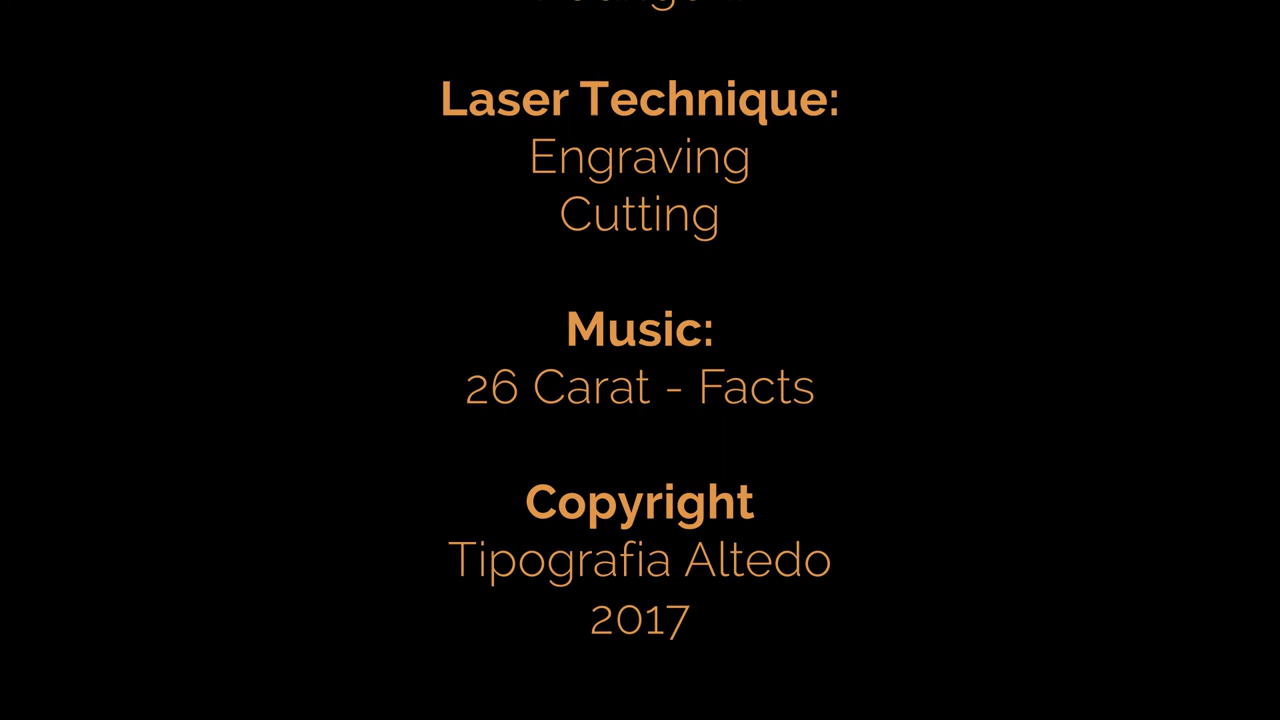 Laser Technique:
Engraving
Cutting
Music:
26 Carat - Facts
Copyright
Tipografia Altedo
2017